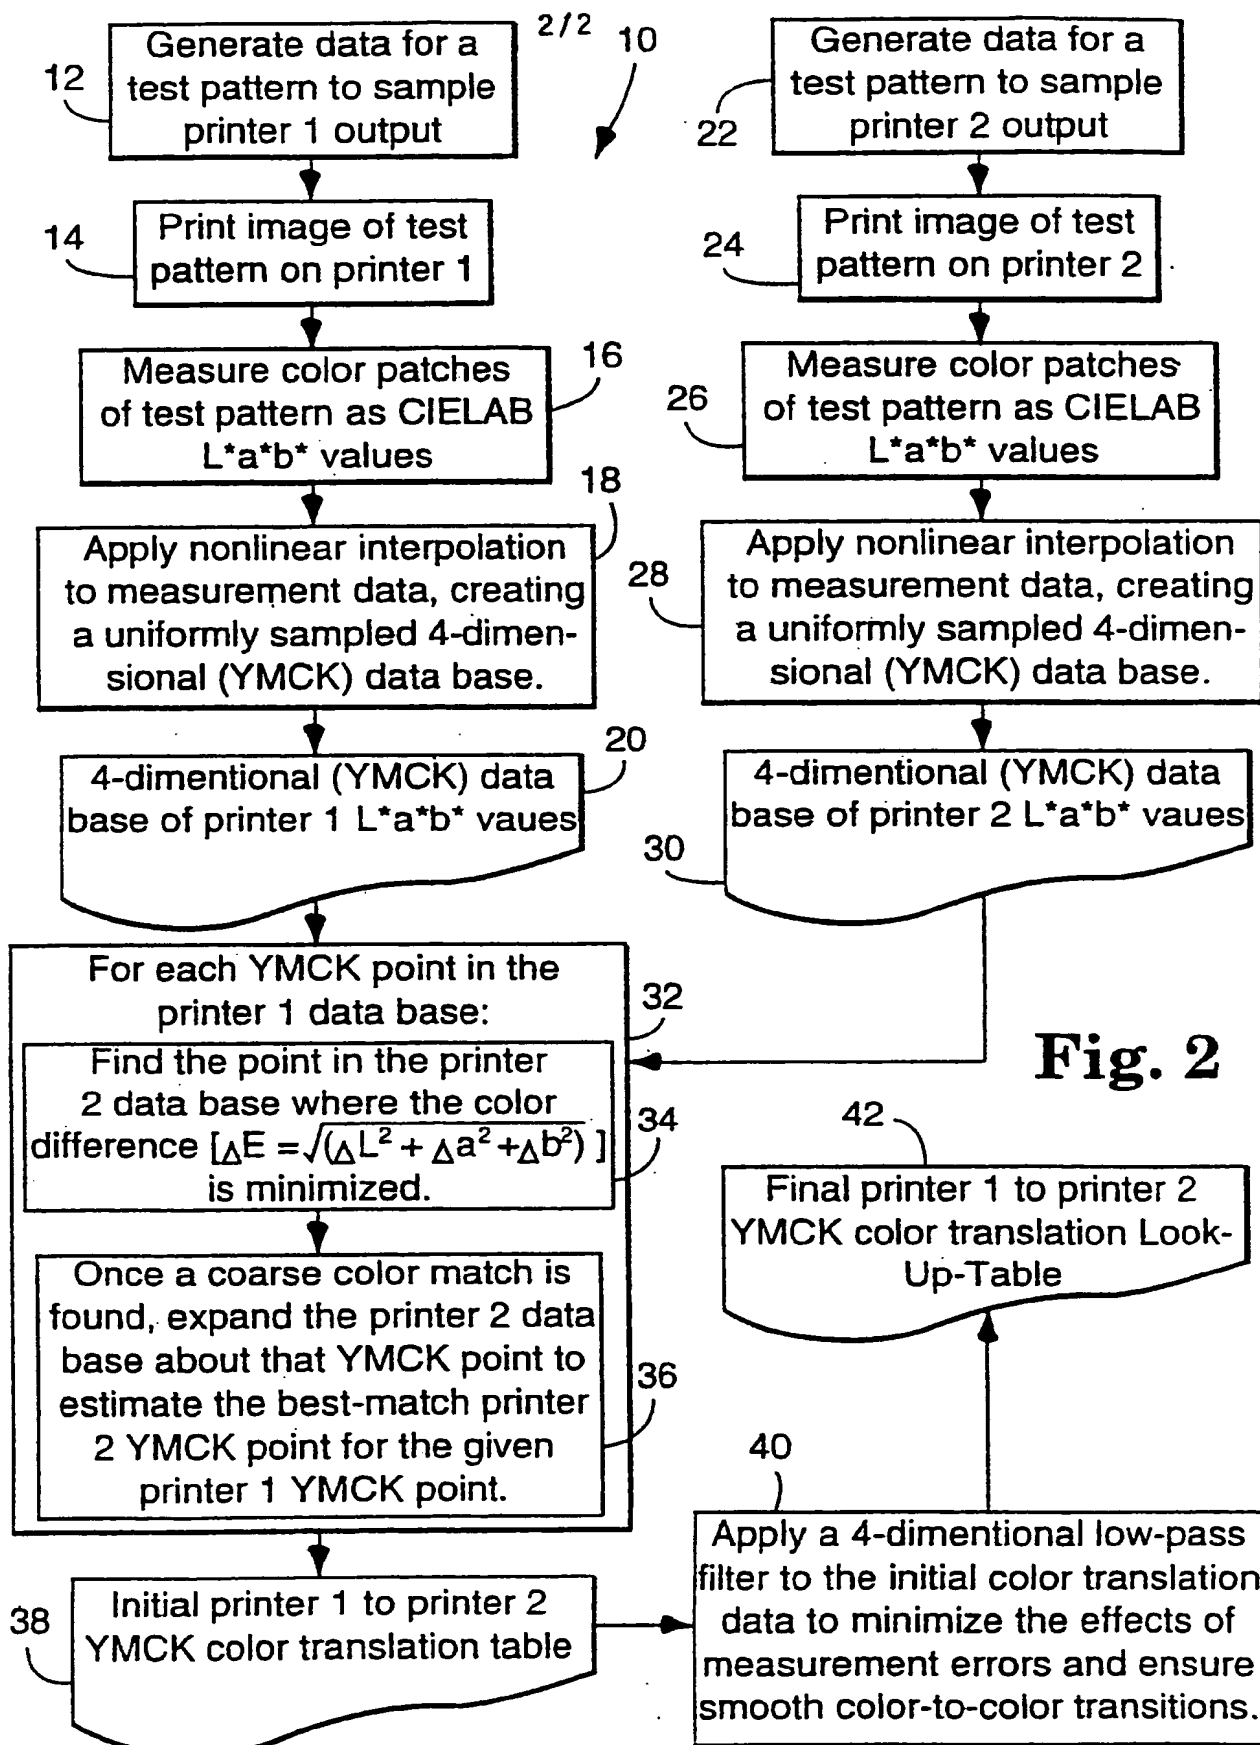 2/2
10
Generate data for a
test pattern to sample
printer 1 output
12
Print image of test
pattern on printer 1
14
Measure color patches
of test pattern as CIELAB
L*a*b* values
16
Apply nonlinear interpolation
to measurement data, creating
a uniformly sampled 4-dimen-
sional (YMCK) data base.
18
4-dimentional (YMCK) data
base of printer 1 L*a*b* vaues
20
Generate data for a
test pattern to sample
printer 2 output
22
Print image of test
pattern on printer 2
24
Measure color patches
of test pattern as CIELAB
L*a*b* values
26
Apply nonlinear interpolation
to measurement data, creating
a uniformly sampled 4-dimen-
sional (YMCK) data base.
28
4-dimentional (YMCK) data
base of printer 2 L*a*b* vaues
30
For each YMCK point in the
printer 1 data base:
32
Find the point in the printer
2 data base where the color
difference [ΔE = √(ΔL² + Δa² + Δb²) ]
is minimized.
34
Once a coarse color match is
found, expand the printer 2 data
base about that YMCK point to
estimate the best-match printer
2 YMCK point for the given
printer 1 YMCK point.
36
Initial printer 1 to printer 2
YMCK color translation table
38
Apply a 4-dimentional low-pass
filter to the initial color translation
data to minimize the effects of
measurement errors and ensure
smooth color-to-color transitions.
40
Final printer 1 to printer 2
YMCK color translation Look-
Up-Table
42
Fig. 2